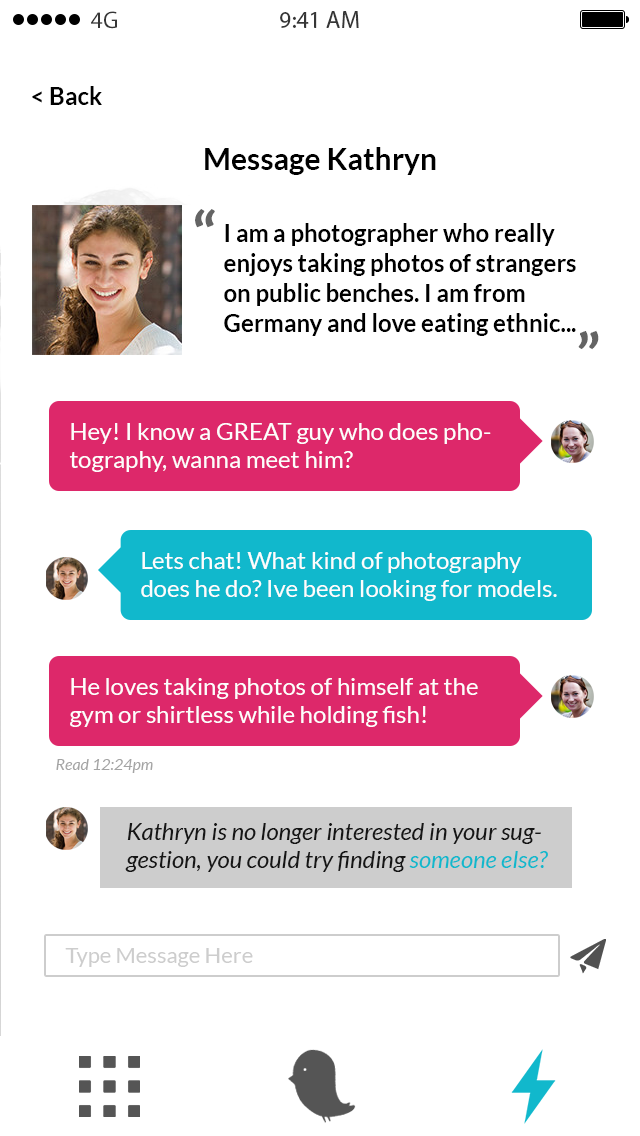 4G 9:41 AM
< Back
Message Kathryn
“ I am a photographer who really
enjoys taking photos of strangers
on public benches. I am from
Germany and love eating ethnic... ”
Hey! I know a GREAT guy who does pho-
tography, wanna meet him?
Lets chat! What kind of photography
does he do? Ive been looking for models.
He loves taking photos of himself at the
gym or shirtless while holding fish!
Read 12:24pm
Kathryn is no longer interested in your sug-
gestion, you could try finding someone else?
Type Message Here